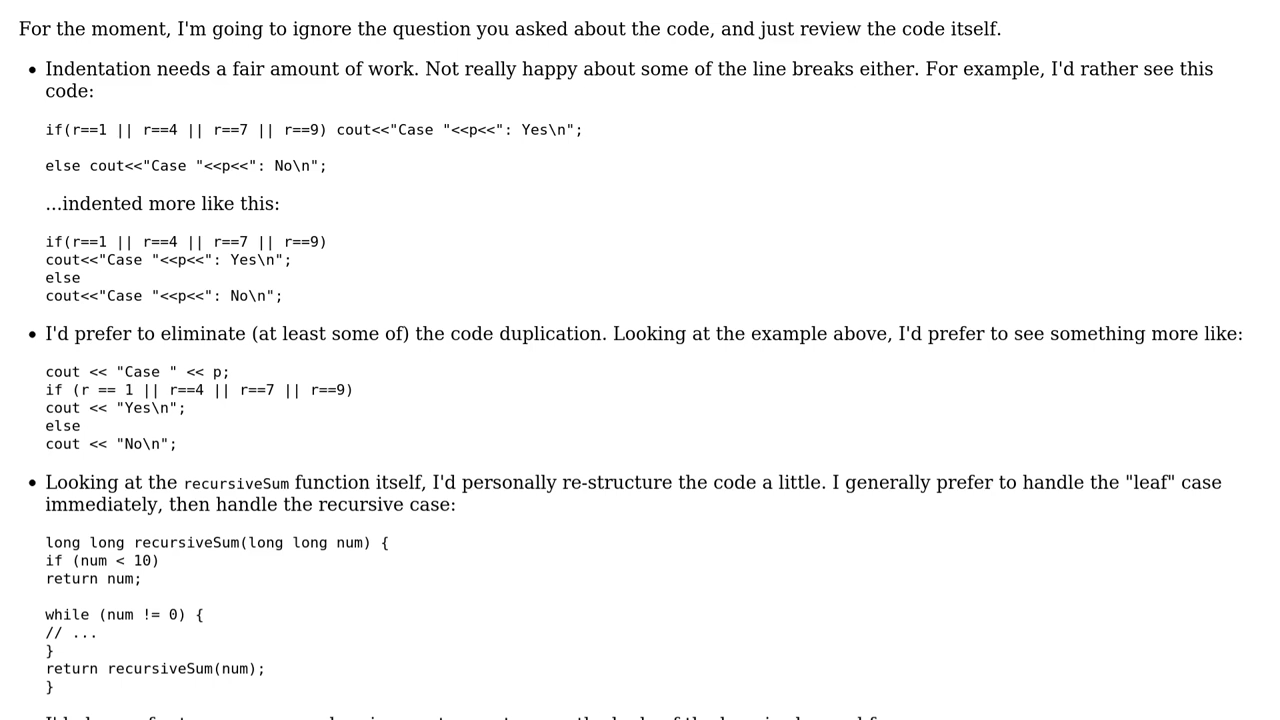 For the moment, I'm going to ignore the question you asked about the code, and just review the code itself.
• Indentation needs a fair amount of work. Not really happy about some of the line breaks either. For example, I'd rather see this
code:
if(r==1 || r==4 || r==7 || r==9) cout<<"Case "<<p<<": Yes\n";
else cout<<"Case "<<p<<": No\n";
...indented more like this:
if(r==1 || r==4 || r==7 || r==9)
cout<<"Case "<<p<<": Yes\n";
else
cout<<"Case "<<p<<": No\n";
• I'd prefer to eliminate (at least some of) the code duplication. Looking at the example above, I'd prefer to see something more like:
cout << "Case " << p;
if (r == 1 || r==4 || r==7 || r==9)
cout << "Yes\n";
else
cout << "No\n";
• Looking at the recursiveSum function itself, I'd personally re-structure the code a little. I generally prefer to handle the "leaf" case
immediately, then handle the recursive case:
long long recursiveSum(long long num) {
if (num < 10)
return num;
while (num != 0) {
// ...
}
return recursiveSum(num);
}